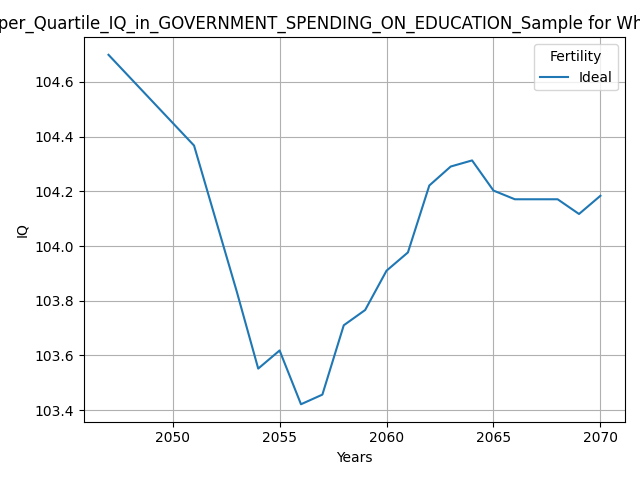 per_Quartile_IQ_in_GOVERNMENT_SPENDING_ON_EDUCATION_Sample for Wh
Fertility
Ideal
104.6
104.4
104.2
104.0
103.8
103.6
103.4
IQ
2050 2055 2060 2065 2070
Years